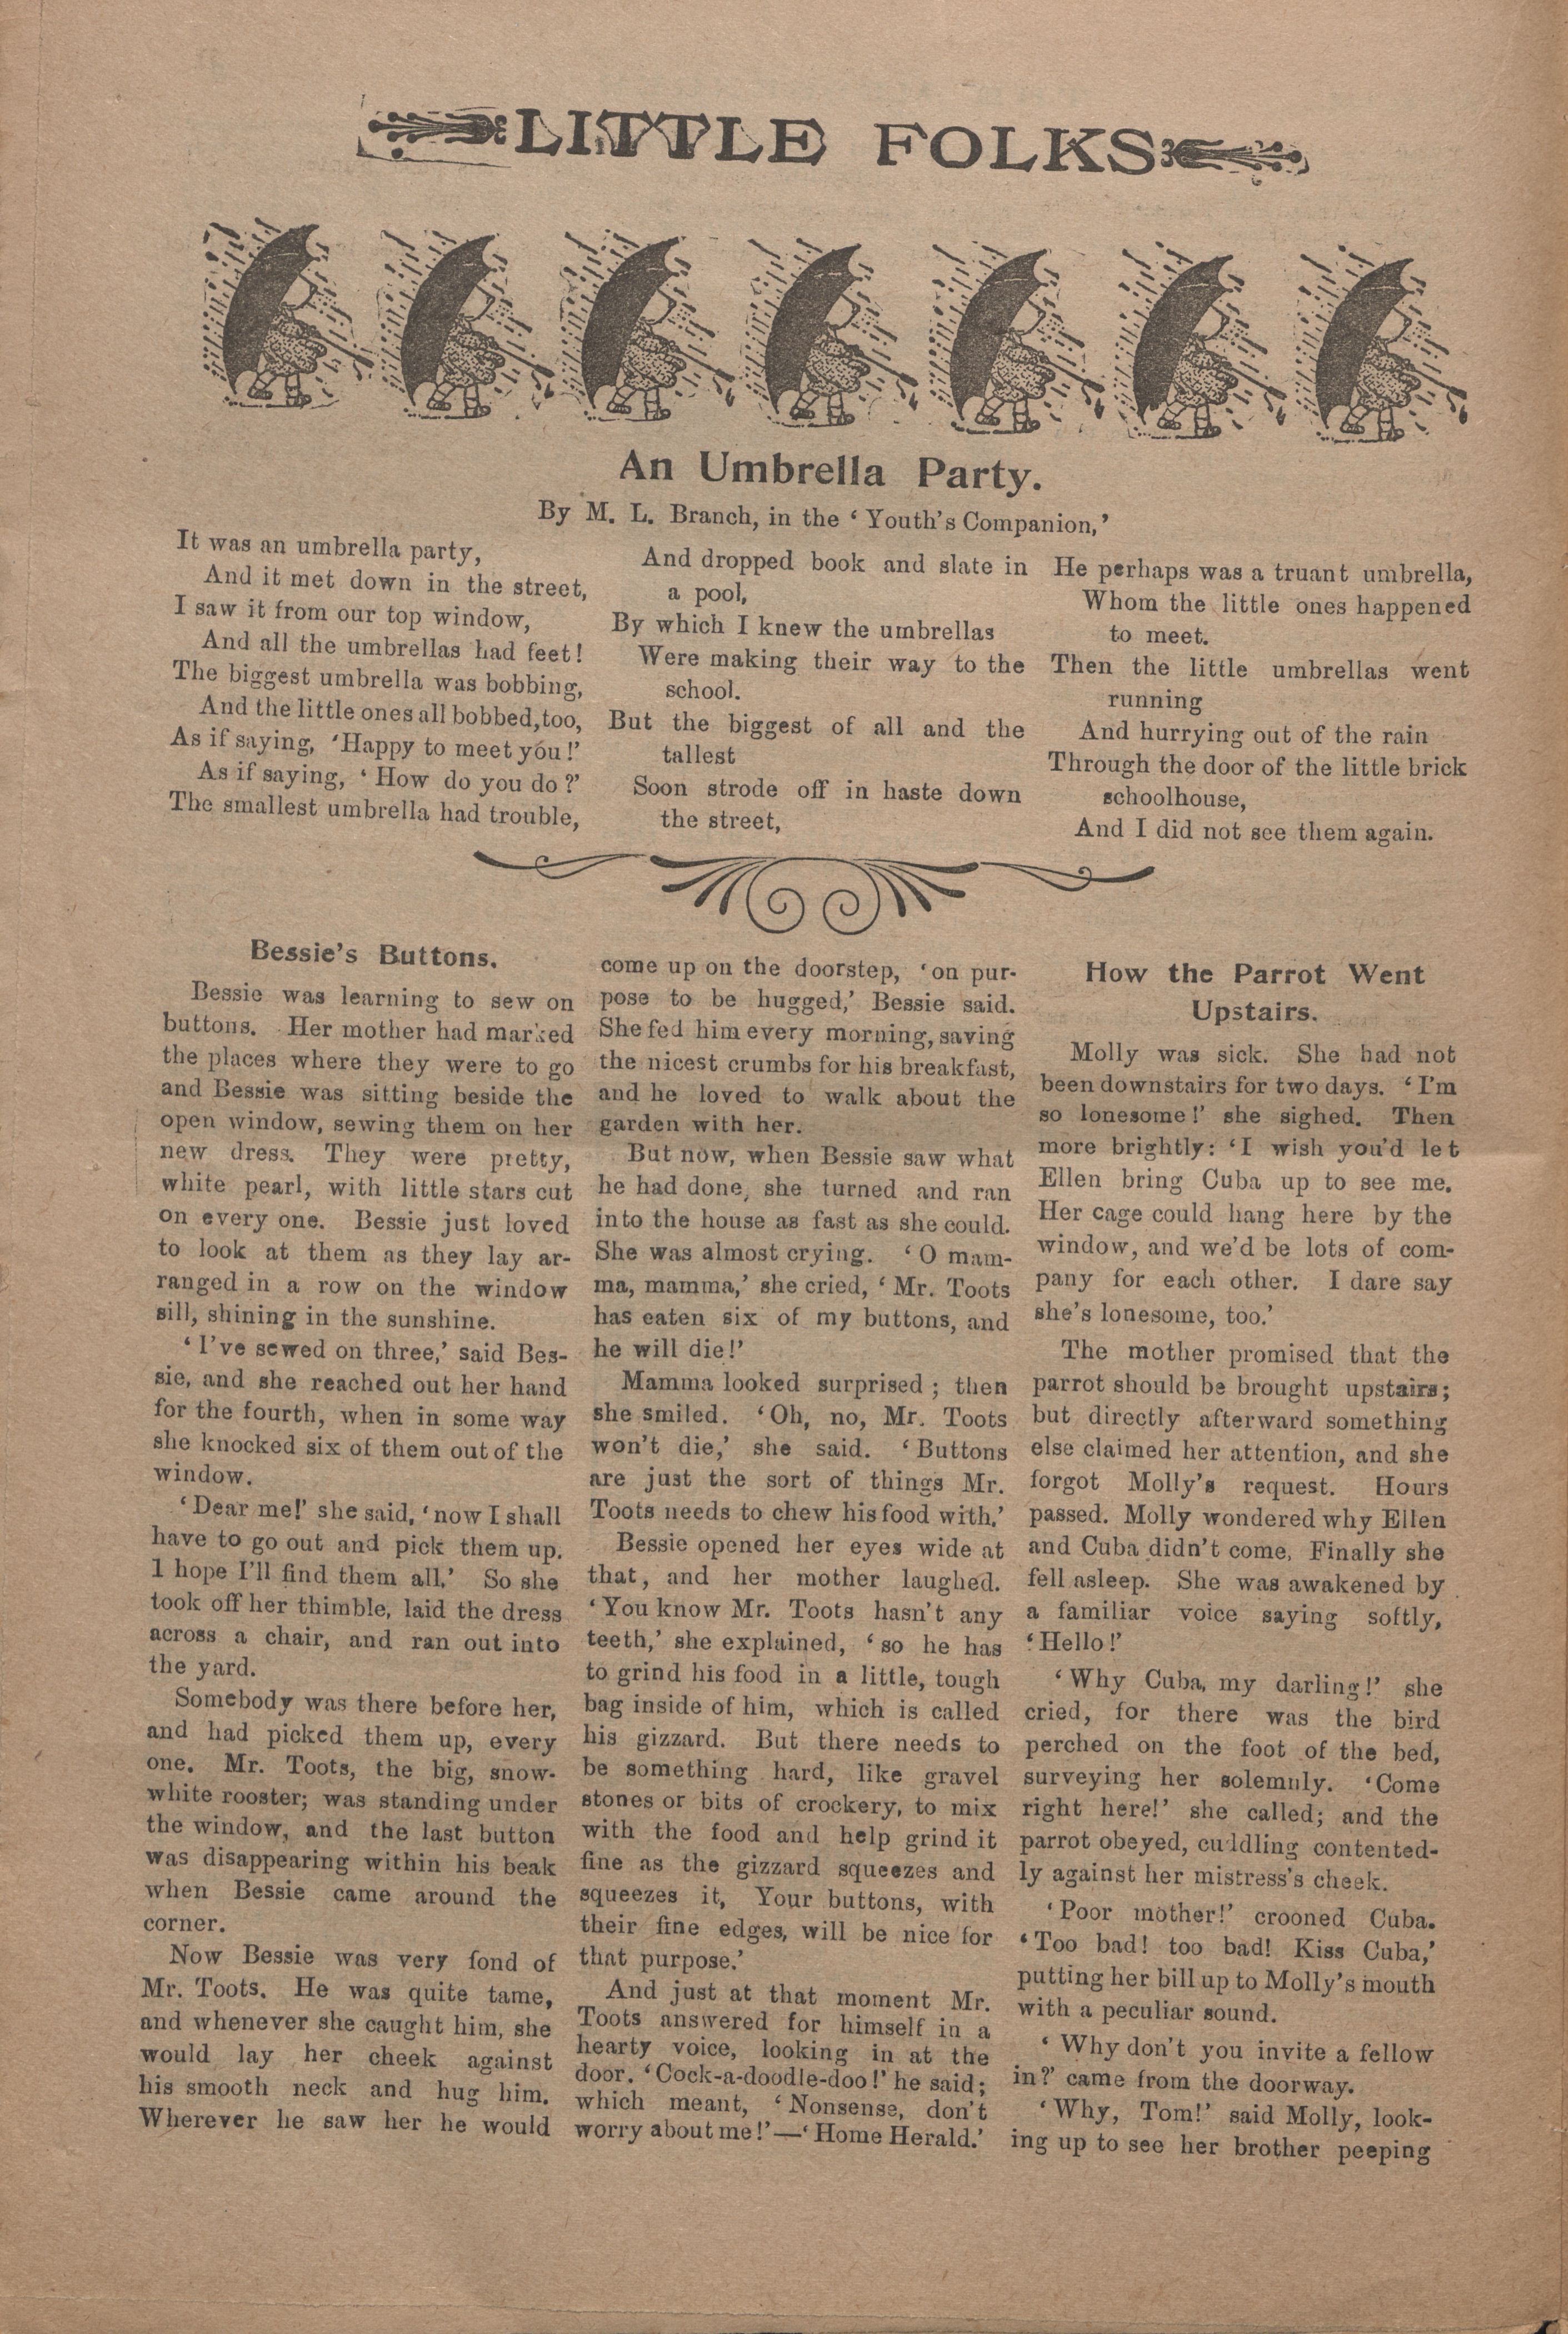 LITTLE FOLKS
An Umbrella Party.
By M. L. Branch, in the ‘ Youth's Companion,’
It was an umbrella party,
And it met down in the street,
I saw it from our top window,
And all the umbrellas had feet!
The biggest umbrella was bobbing,
And the little ones all bobbed, too,
As if saying, ‘Happy to meet you!’
As if saying, ‘ How do you do?’
The smallest umbrella had trouble,
And dropped book and slate in
a pool,
By which I knew the umbrellas
Were making their way to the
school.
But the biggest of all and the
tallest
Soon strode off in haste down
the street,
He perhaps was a truant umbrella,
Whom the little ones happened
to meet.
Then the little umbrellas went
running
And hurrying out of the rain
Through the door of the little brick
schoolhouse,
And I did not see them again.
Bessie's Buttons.
Bessie was learning to sew on
buttons. Her mother had marked
the places where they were to go
and Bessie was sitting beside the
open window, sewing them on her
new dress. They were pretty,
white pearl, with little stars cut
on every one. Bessie just loved
to look at them as they lay ar-
ranged in a row on the window
sill, shining in the sunshine.
‘ I've sewed on three,’ said Bes-
sie, and she reached out her hand
for the fourth, when in some way
she knocked six of them out of the
window.
‘Dear me!’ she said, ‘now I shall
have to go out and pick them up.
I hope I'll find them all.’ So she
took off her thimble, laid the dress
across a chair, and ran out into
the yard.
Somebody was there before her,
and had picked them up, every
one. Mr. Toots, the big, snow-
white rooster; was standing under
the window, and the last button
was disappearing within his beak
when Bessie came around the
corner.
Now Bessie was very fond of
Mr. Toots. He was quite tame,
and whenever she caught him, she
would lay her cheek against
his smooth neck and hug him.
Wherever he saw her he would
come up on the doorstep, ‘on pur-
pose to be hugged,’ Bessie said.
She fed him every morning, saving
the nicest crumbs for his breakfast,
and he loved to walk about the
garden with her.
But now, when Bessie saw what
he had done, she turned and ran
into the house as fast as she could.
She was almost crying. ‘O mam-
ma, mamma,’ she cried, ‘ Mr. Toots
has eaten six of my buttons, and
he will die!’
Mamma looked surprised ; then
she smiled. ‘Oh, no, Mr. Toots
won't die,’ she said. ‘Buttons
are just the sort of things Mr.
Toots needs to chew his food with.’
Bessie opened her eyes wide at
that, and her mother laughed.
‘You know Mr. Toots hasn't any
teeth,’ she explained, ‘so he has
to grind his food in a little, tough
bag inside of him, which is called
his gizzard. But there needs to
be something hard, like gravel
stones or bits of crockery, to mix
with the food and help grind it
fine as the gizzard squeezes and
squeezes it, Your buttons, with
their fine edges, will be nice for
that purpose.’
And just at that moment Mr.
Toots answered for himself in a
hearty voice, looking in at the
door. ‘Cock-a-doodle-doo!’ he said;
which meant, ‘Nonsense, don't
worry about me!’—‘Home Herald.’
How the Parrot Went
Upstairs.
Molly was sick. She had not
been downstairs for two days. ‘I'm
so lonesome!’ she sighed. Then
more brightly: ‘I wish you'd let
Ellen bring Cuba up to see me.
Her cage could hang here by the
window, and we'd be lots of com-
pany for each other. I dare say
she's lonesome, too.’
The mother promised that the
parrot should be brought upstairs;
but directly afterward something
else claimed her attention, and she
forgot Molly's request. Hours
passed. Molly wondered why Ellen
and Cuba didn't come, Finally she
fell asleep. She was awakened by
a familiar voice saying softly,
‘Hello!’
‘Why Cuba, my darling!’ she
cried, for there was the bird
perched on the foot of the bed,
surveying her solemnly. ‘Come
right here!’ she called; and the
parrot obeyed, cuddling contented-
ly against her mistress's cheek.
‘Poor mother!’ crooned Cuba.
‘Too bad! too bad! Kiss Cuba,’
putting her bill up to Molly's mouth
with a peculiar sound.
‘ Why don't you invite a fellow
in?’ came from the doorway.
‘Why, Tom!’ said Molly, look-
ing up to see her brother peeping